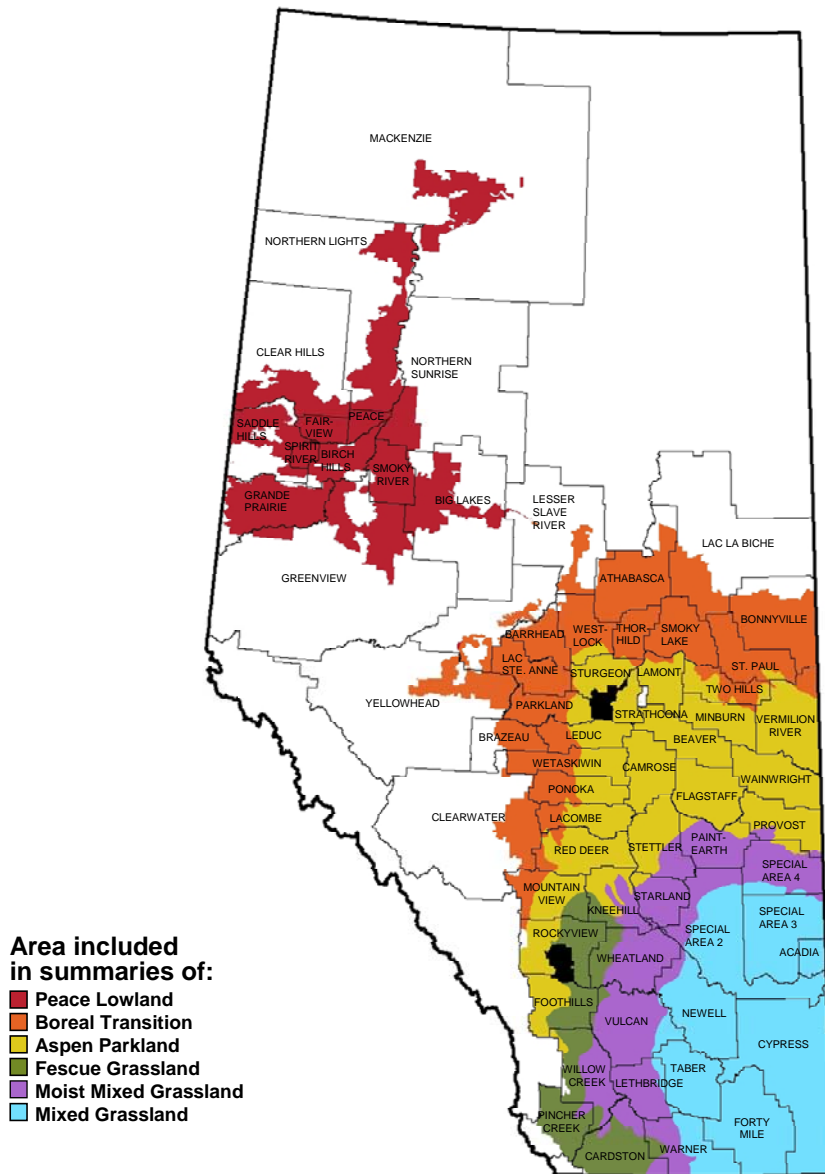 MACKENZIE
NORTHERN LIGHTS
CLEAR HILLS
NORTHERN
SUNRISE
SADDLE
HILLS
FAIR-
VIEW
PEACE
SPIRIT
RIVER
BIRCH
HILLS
SMOKY
RIVER
GRANDE
PRAIRIE
BIG LAKES
LESSER
SLAVE
RIVER
LAC LA BICHE
GREENVIEW
ATHABASCA
BONNYVILLE
BARRHEAD
WEST-
LOCK
THOR-
HILD
SMOKY
LAKE
LAC
STE. ANNE
ST. PAUL
STURGEON
LAMONT
TWO HILLS
YELLOWHEAD
PARKLAND
STRATHCONA
MINBURN
VERMILION
RIVER
BRAZEAU
LEDUC
BEAVER
WETASKIWIN
CAMROSE
WAINWRIGHT
PONOKA
FLAGSTAFF
CLEARWATER
LACOMBE
PROVOST
RED DEER
STETTLER
PAINT-
EARTH
SPECIAL
AREA 4
MOUNTAIN
VIEW
KNEEHILL
STARLAND
SPECIAL
AREA 3
ROCKYVIEW
SPECIAL
AREA 2
ACADIA
WHEATLAND
FOOTHILLS
VULCAN
NEWELL
CYPRESS
WILLOW
CREEK
LETHBRIDGE
TABER
PINCHER
CREEK
FORTY
MILE
CARDSTON
WARNER
Area included
in summaries of:
Peace Lowland
Boreal Transition
Aspen Parkland
Fescue Grassland
Moist Mixed Grassland
Mixed Grassland